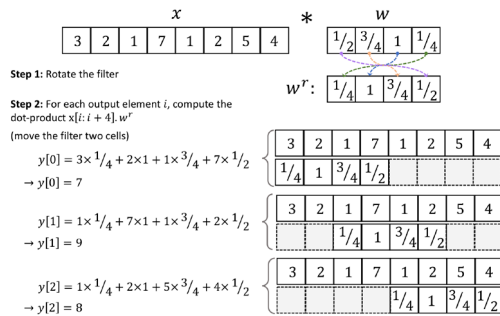 x * w
3 2 1 7 1 2 5 4
1/2 3/4 1 1/4
Step 1: Rotate the filter
wʳ: 1/4 1 3/4 1/2
Step 2: For each output element i, compute the
dot-product x[i: i + 4]. wʳ
(move the filter two cells)
y[0] = 3× 1/4 + 2×1 + 1× 3/4 + 7× 1/2
→ y[0] = 7
3 2 1 7 1 2 5 4
1/4 1 3/4 1/2
y[1] = 1× 1/4 + 7×1 + 1× 3/4 + 2× 1/2
→ y[1] = 9
3 2 1 7 1 2 5 4
1/4 1 3/4 1/2
y[2] = 1× 1/4 + 2×1 + 5× 3/4 + 4× 1/2
→ y[2] = 8
3 2 1 7 1 2 5 4
1/4 1 3/4 1/2